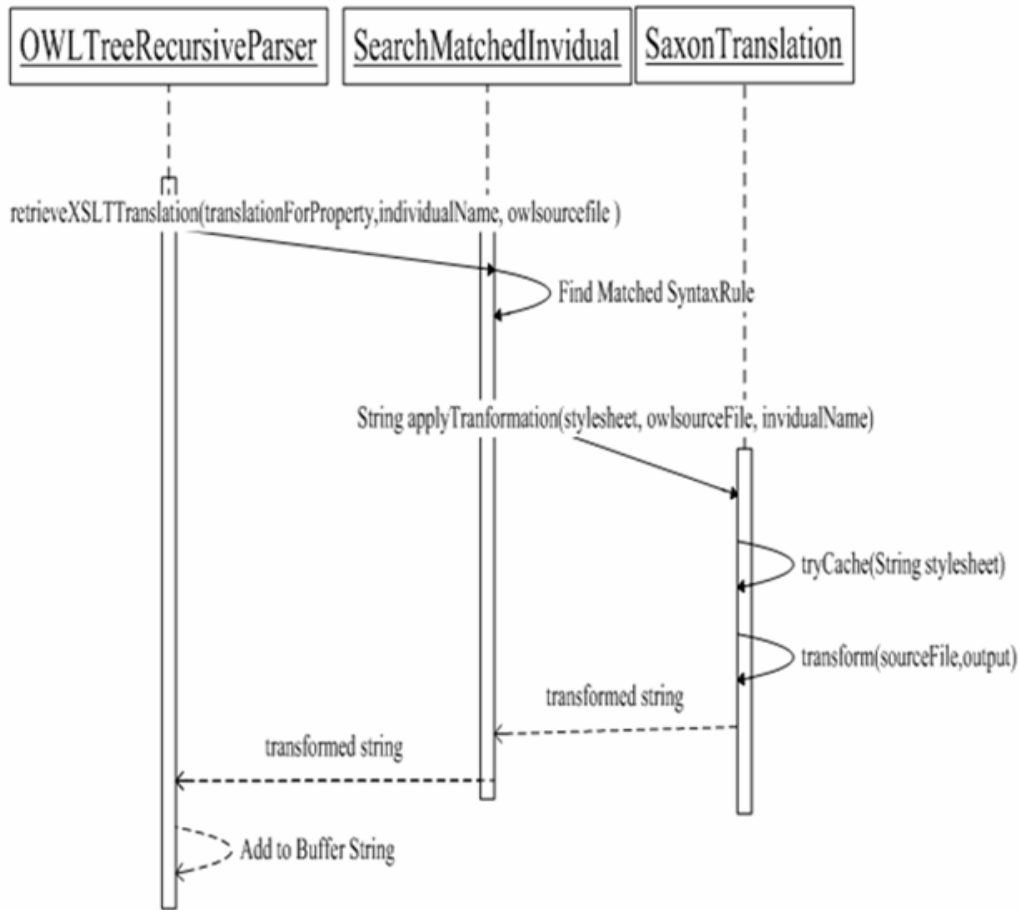 OWLTreeRecursiveParser
SearchMatchedInvidual
SaxonTranslation
retrieveXSLTTranslation(translationForProperty,individualName, owlsourcefile )
Find Matched SyntaxRule
String applyTranformation(stylesheet, owlsourceFile, invidualName)
tryCache(String stylesheet)
transform(sourceFile,output)
transformed string
transformed string
Add to Buffer String